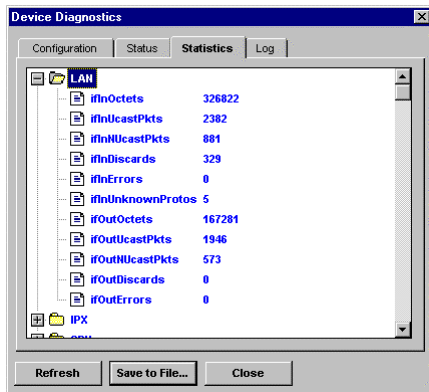 Device Diagnostics
Configuration Status Statistics Log
LAN
ifInOctets 326822
ifInUcastPkts 2382
ifInNUcastPkts 881
ifInDiscards 329
ifInErrors 0
ifInUnknownProtos 5
ifOutOctets 167281
ifOutUcastPkts 1946
ifOutNUcastPkts 573
ifOutDiscards 0
ifOutErrors 0
IPX
Refresh Save to File... Close